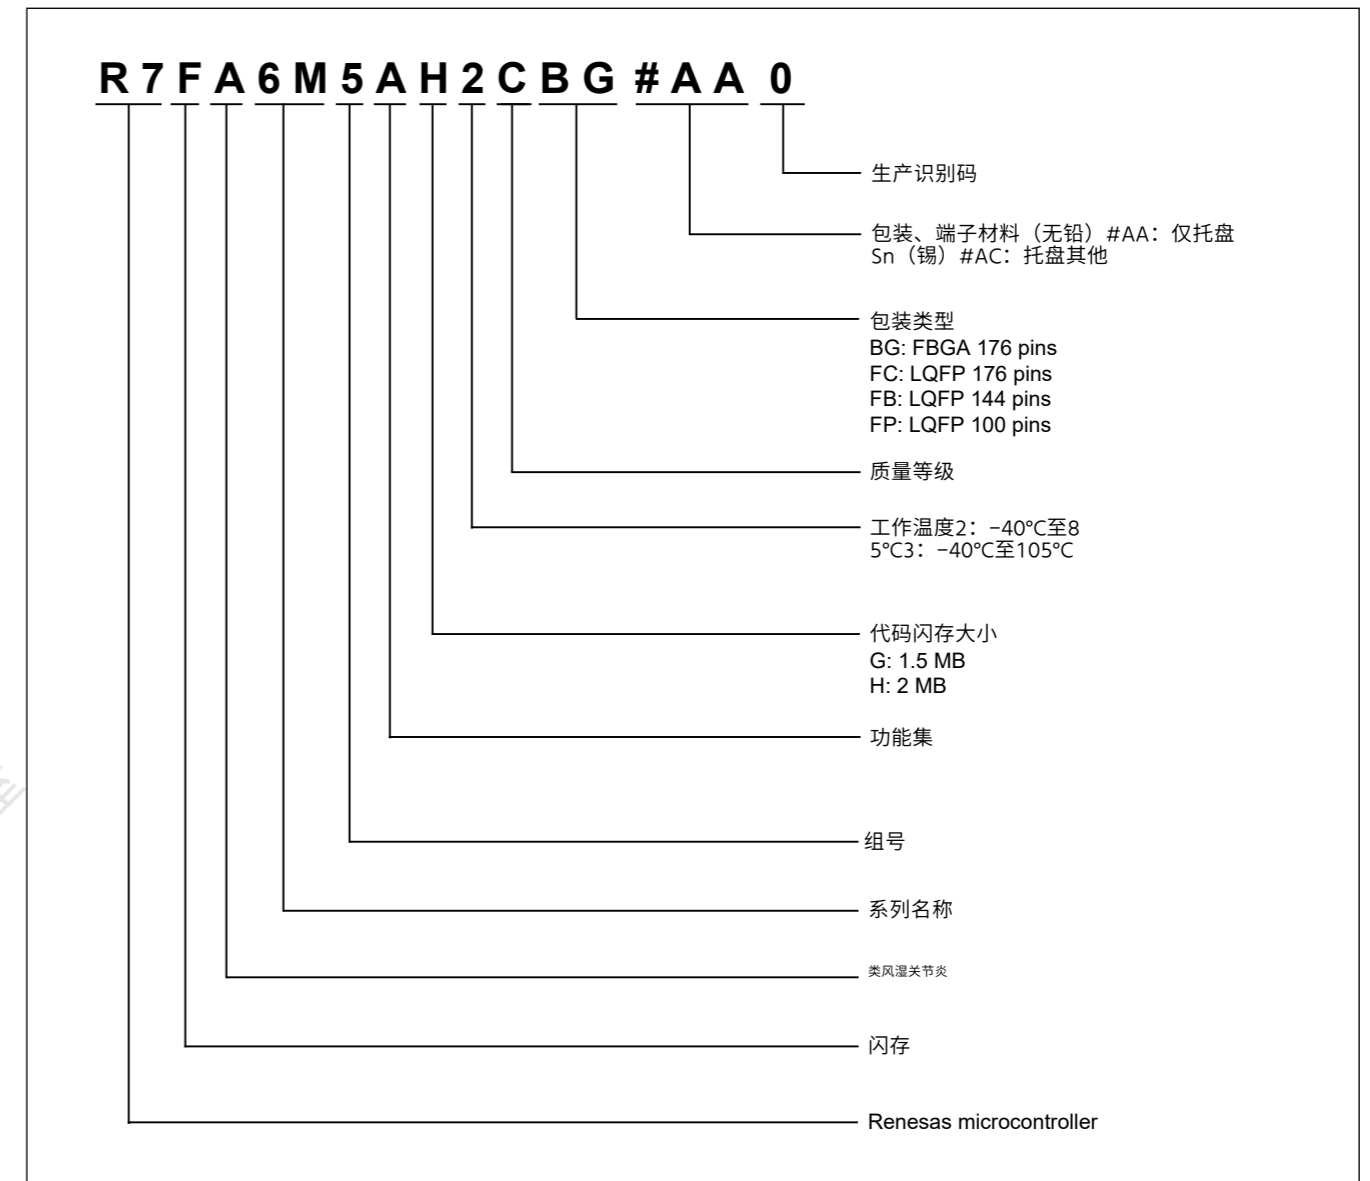 R7FA6M5AH2CBG#AA0
生产识别码
包装、端子材料（无铅）#AA：仅托盘
Sn（锡）#AC：托盘其他
包装类型
BG: FBGA 176 pins
FC: LQFP 176 pins
FB: LQFP 144 pins
FP: LQFP 100 pins
质量等级
工作温度2：-40°C至8
5°C3：-40°C至105°C
代码闪存大小
G: 1.5 MB
H: 2 MB
功能集
组号
系列名称
类风湿关节炎
闪存
Renesas microcontroller